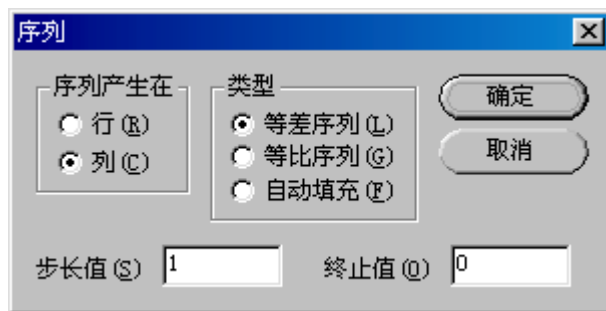 序列
序列产生在
行(R)
列(C)
类型
等差序列(L)
等比序列(G)
自动填充(F)
确定
取消
步长值(S) 1 终止值(O) 0